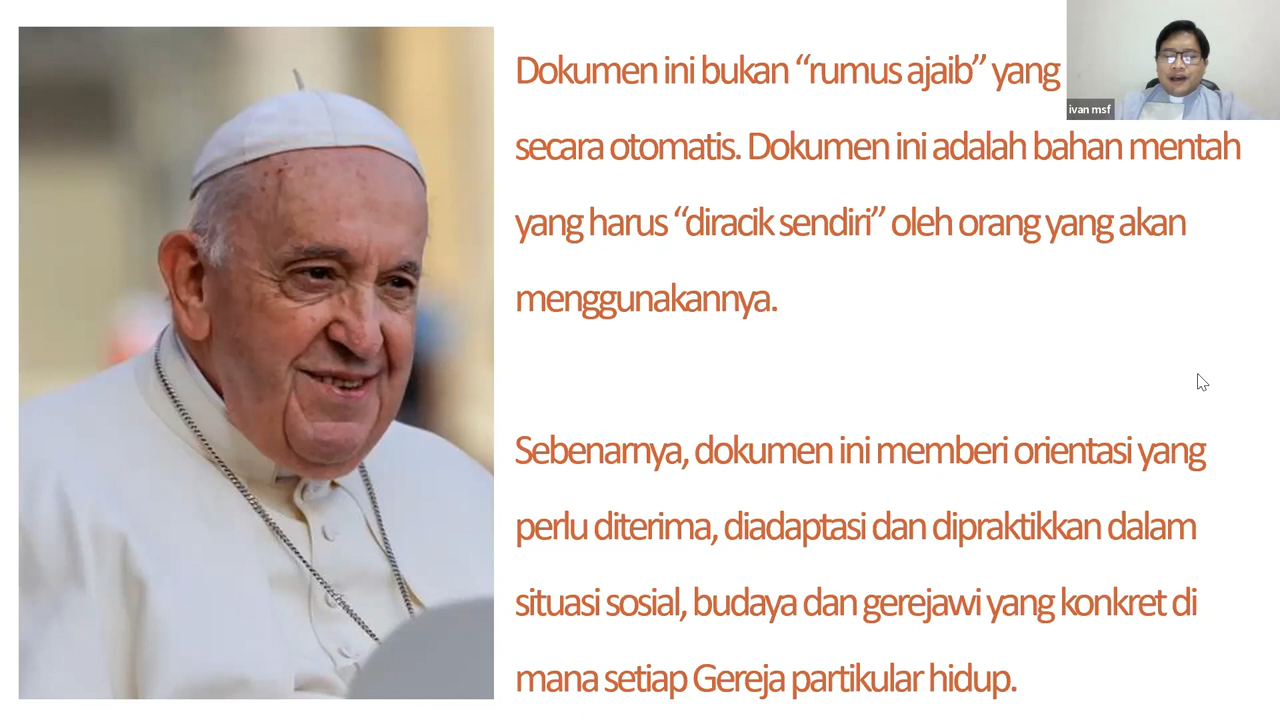 Dokumen ini bukan “rumus ajaib” yang
secara otomatis. Dokumen ini adalah bahan mentah
yang harus “diracik sendiri” oleh orang yang akan
menggunakannya.
Sebenarnya, dokumen ini memberi orientasi yang
perlu diterima, diadaptasi dan dipraktikkan dalam
situasi sosial, budaya dan gerejawi yang konkret di
mana setiap Gereja partikular hidup.
ivan msf